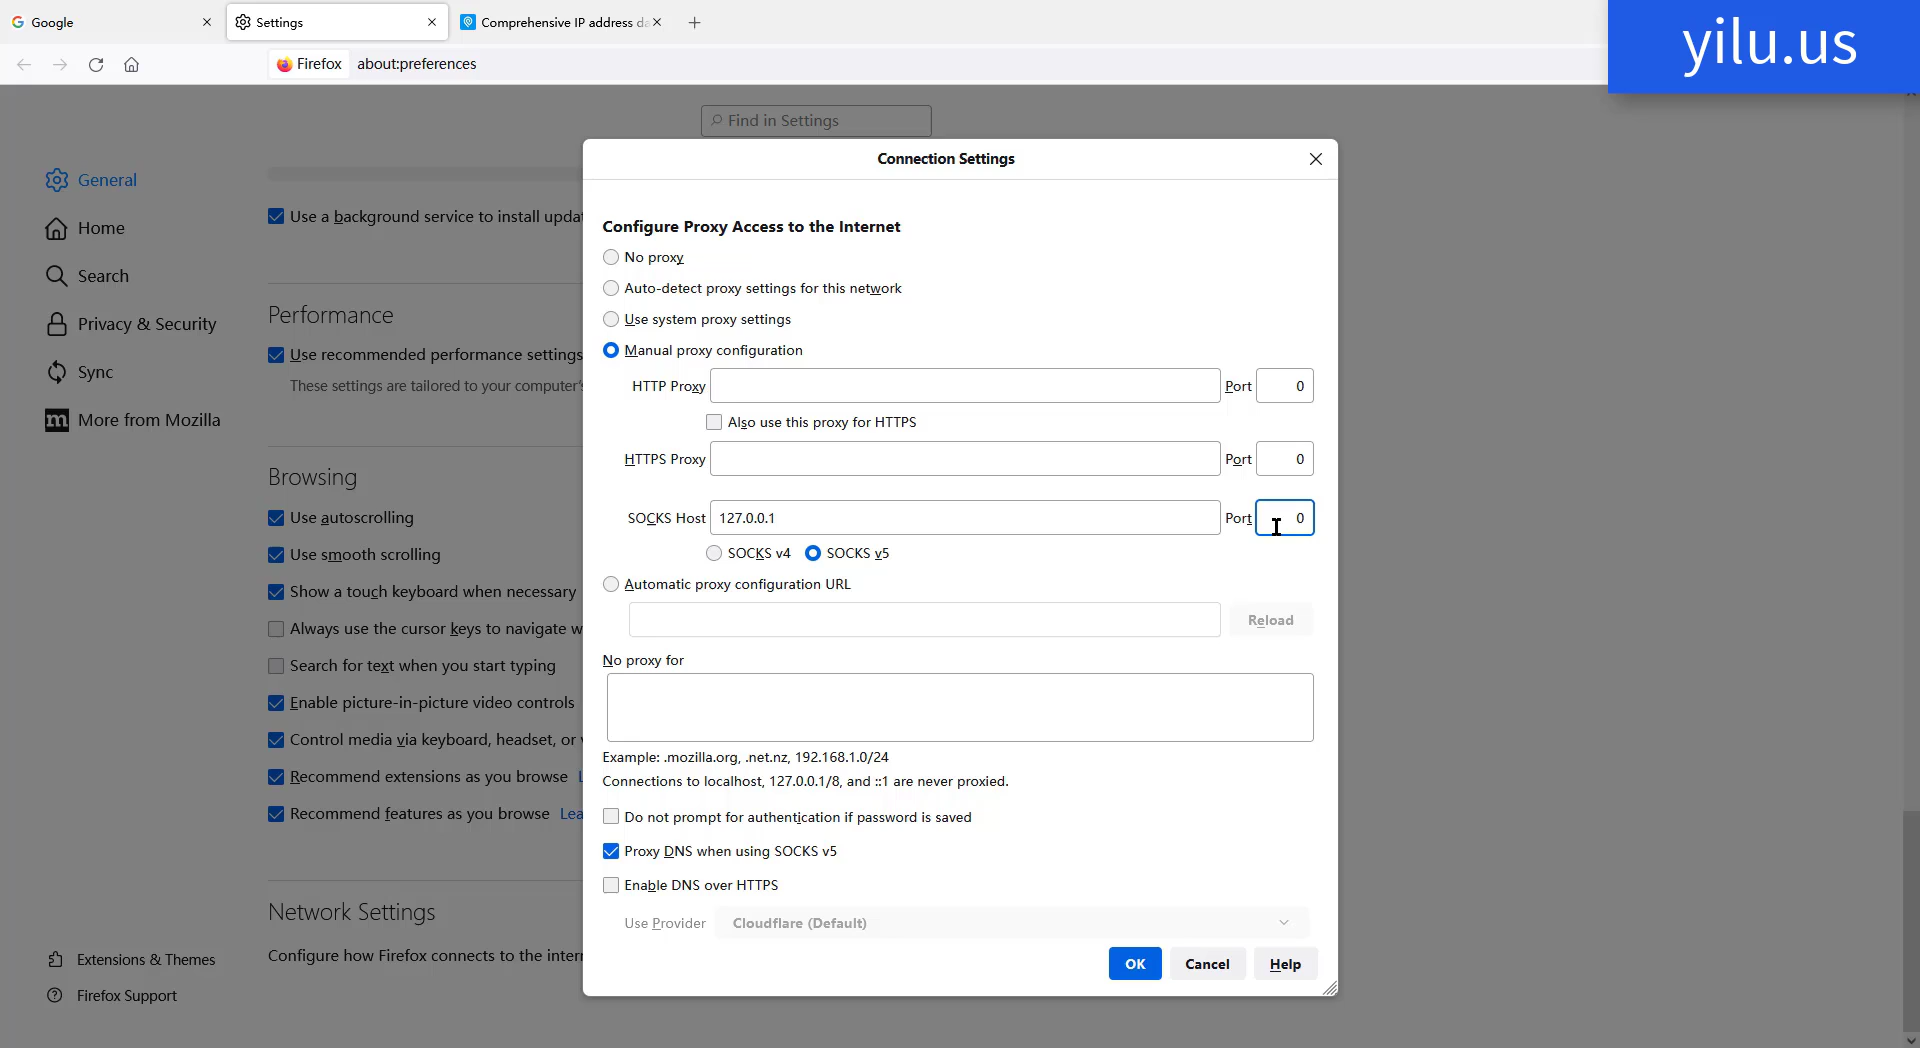 Google
Settings
Comprehensive IP address d
yilu.us
Firefox
about:preferences
Find in Settings
General
Home
Search
Privacy & Security
Sync
More from Mozilla
Extensions & Themes
Firefox Support
Use a background service to install upda
Performance
Use recommended performance settings
These settings are tailored to your computer's
Browsing
Use autoscrolling
Use smooth scrolling
Show a touch keyboard when necessary
Always use the cursor keys to navigate w
Search for text when you start typing
Enable picture-in-picture video controls
Control media via keyboard, headset, or
Recommend extensions as you browse L
Recommend features as you browse Lea
Network Settings
Configure how Firefox connects to the inter
Connection Settings
Configure Proxy Access to the Internet
No proxy
Auto-detect proxy settings for this network
Use system proxy settings
Manual proxy configuration
HTTP Proxy Port 0
Also use this proxy for HTTPS
HTTPS Proxy Port 0
SOCKS Host 127.0.0.1 Port 0
SOCKS v4 SOCKS v5
Automatic proxy configuration URL
Reload
No proxy for
Example: .mozilla.org, .net.nz, 192.168.1.0/24
Connections to localhost, 127.0.0.1/8, and ::1 are never proxied.
Do not prompt for authentication if password is saved
Proxy DNS when using SOCKS v5
Enable DNS over HTTPS
Use Provider Cloudflare (Default)
OK Cancel Help